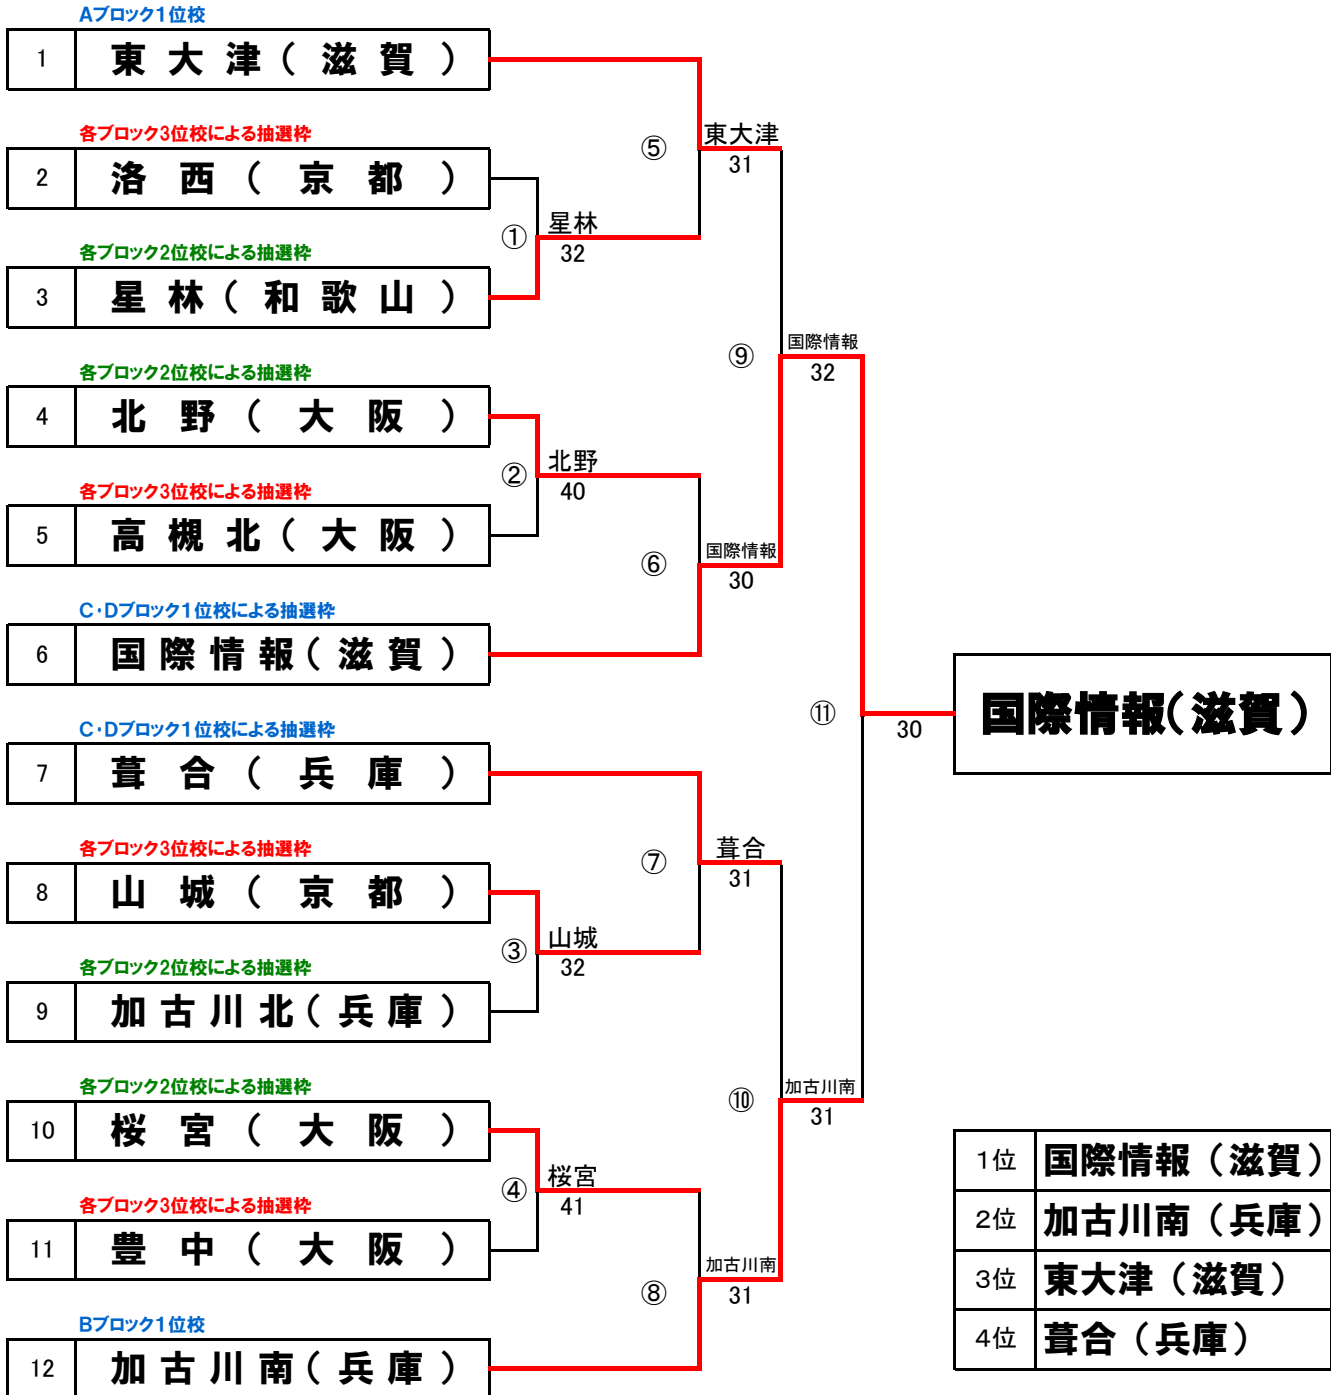 Aブロック1位校
1 東大津(滋賀)
各ブロック3位校による抽選枠
2 洛西(京都)
各ブロック2位校による抽選枠
3 星林(和歌山)
各ブロック2位校による抽選枠
4 北野(大阪)
各ブロック3位校による抽選枠
5 高槻北(大阪)
C・Dブロック1位校による抽選枠
6 国際情報(滋賀)
C・Dブロック1位校による抽選枠
7 葺合(兵庫)
各ブロック3位校による抽選枠
8 山城(京都)
各ブロック2位校による抽選枠
9 加古川北(兵庫)
各ブロック2位校による抽選枠
10 桜宮(大阪)
各ブロック3位校による抽選枠
11 豊中(大阪)
Bブロック1位校
12 加古川南(兵庫)
① 星林
32
② 北野
40
③ 山城
32
④ 桜宮
41
⑤ 東大津
31
⑥ 国際情報
30
⑦ 葺合
31
⑧ 加古川南
31
⑨ 国際情報
32
⑩ 加古川南
31
⑪ 30
国際情報(滋賀)
1位 国際情報(滋賀)
2位 加古川南(兵庫)
3位 東大津(滋賀)
4位 葺合(兵庫)